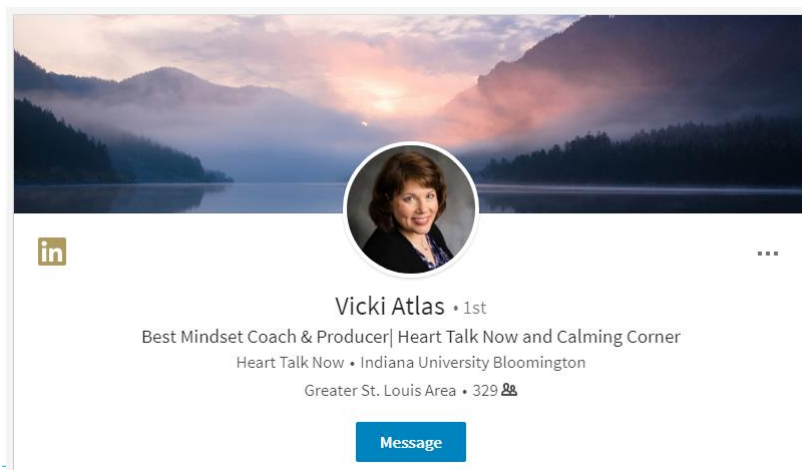 in
Vicki Atlas • 1st
Best Mindset Coach & Producer| Heart Talk Now and Calming Corner
Heart Talk Now • Indiana University Bloomington
Greater St. Louis Area • 329
Message